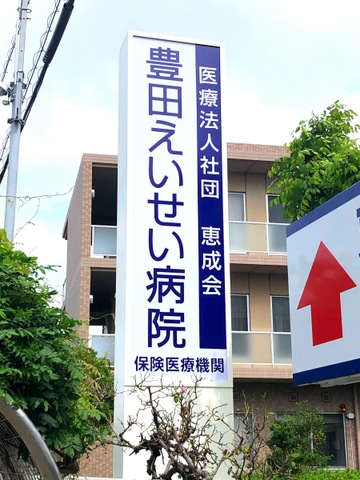 医療法人社団 恵成会
豊田えいせい病院
保険医療機関